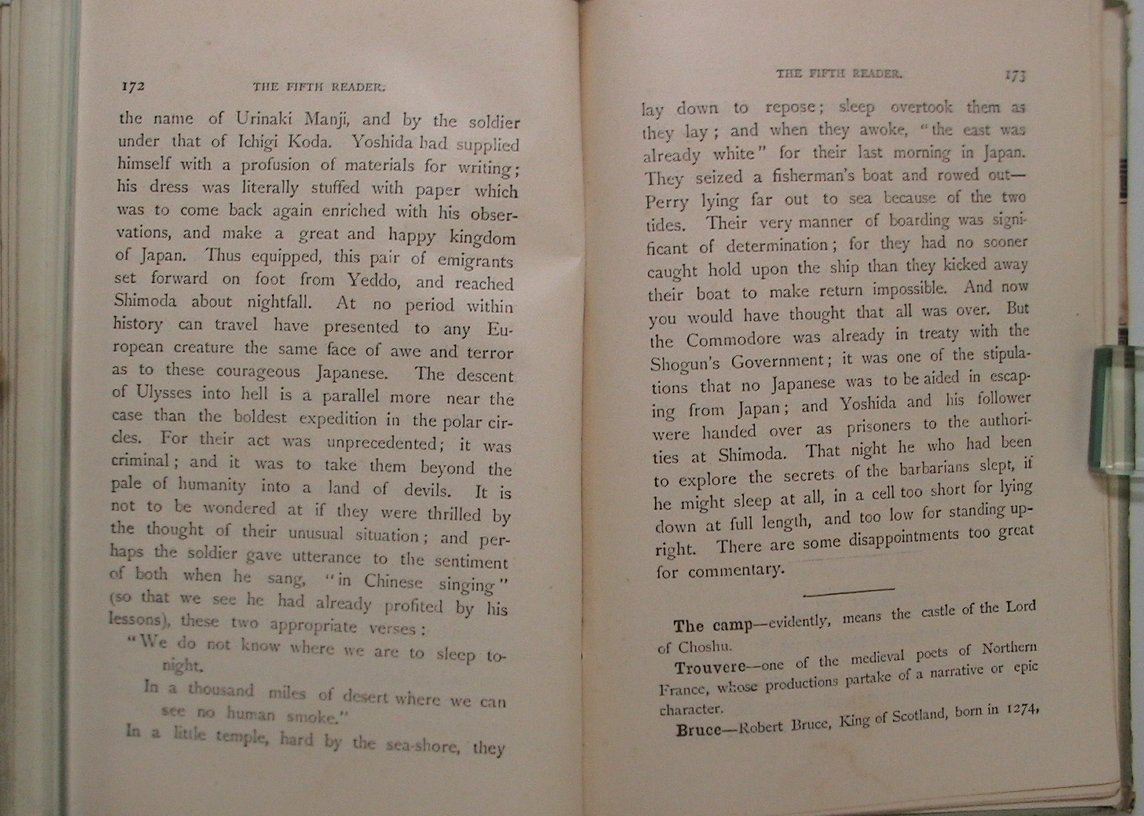 172
THE FIFTH READER.
the name of Urinaki Manji, and by the soldier
under that of Ichigi Koda. Yoshida had supplied
himself with a profusion of materials for writing;
his dress was literally stuffed with paper which
was to come back again enriched with his obser-
vations, and make a great and happy kingdom
of Japan. Thus equipped, this pair of emigrants
set forward on foot from Yeddo, and reached
Shimoda about nightfall. At no period within
history can travel have presented to any Eu-
ropean creature the same face of awe and terror
as to these courageous Japanese. The descent
of Ulysses into hell is a parallel more near the
case than the boldest expedition in the polar cir-
cles. For their act was unprecedented; it was
criminal; and it was to take them beyond the
pale of humanity into a land of devils. It is
not to be wondered at if they were thrilled by
the thought of their unusual situation; and per-
haps the soldier gave utterance to the sentiment
of both when he sang, "in Chinese singing"
(so that we see he had already profited by his
lessons), these two appropriate verses:
"We do not know where we are to sleep to-
night,
In a thousand miles of desert where we can
see no human smoke."
In a little temple, hard by the sea-shore, they
THE FIFTH READER.
173
lay down to repose; sleep overtook them as
they lay; and when they awoke, "the east was
already white" for their last morning in Japan.
They seized a fisherman's boat and rowed out—
Perry lying far out to sea because of the two
tides. Their very manner of boarding was signi-
ficant of determination; for they had no sooner
caught hold upon the ship than they kicked away
their boat to make return impossible. And now
you would have thought that all was over. But
the Commodore was already in treaty with the
Shogun's Government; it was one of the stipula-
tions that no Japanese was to be aided in escap-
ing from Japan; and Yoshida and his follower
were handed over as prisoners to the authori-
ties at Shimoda. That night he who had been
to explore the secrets of the barbarians slept, if
he might sleep at all, in a cell too short for lying
down at full length, and too low for standing up-
right. There are some disappointments too great
for commentary.
The camp—evidently, means the castle of the Lord
of Choshu.
Trouvere—one of the medieval poets of Northern
France, whose productions partake of a narrative or epic
character.
Bruce—Robert Bruce, King of Scotland, born in 1274,